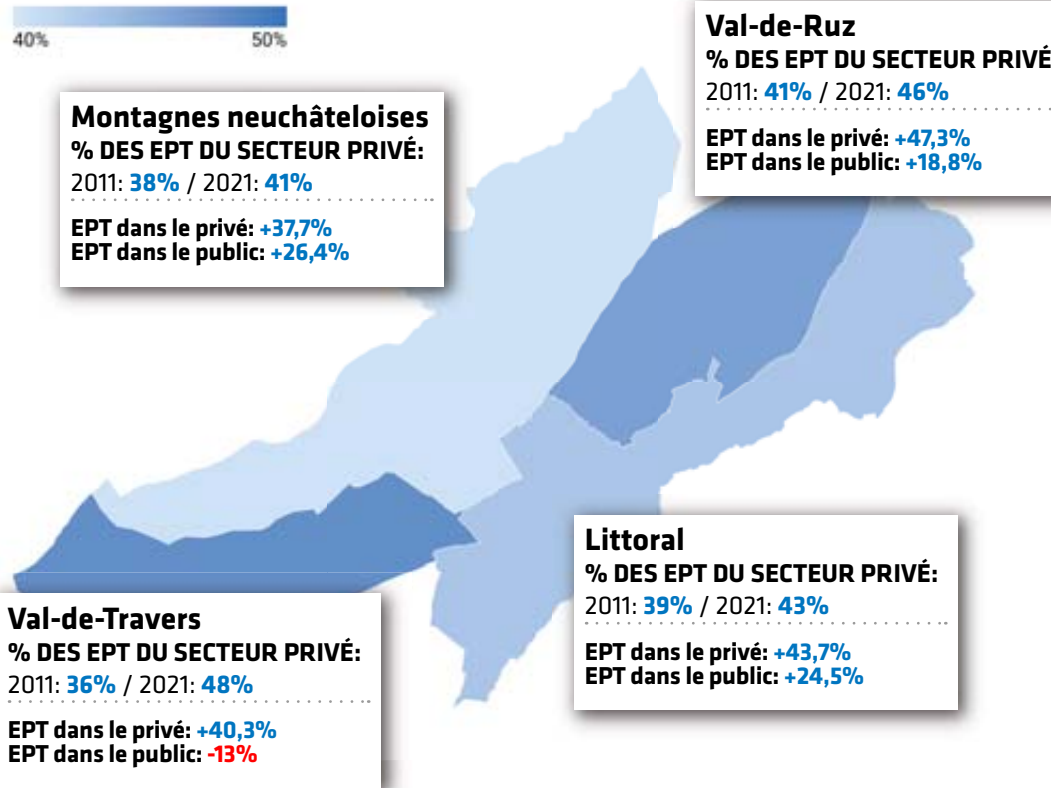 40% 50%
Val-de-Ruz
% DES EPT DU SECTEUR PRIVÉ
2011: 41% / 2021: 46%
EPT dans le privé: +47,3%
EPT dans le public: +18,8%
Montagnes neuchâteloises
% DES EPT DU SECTEUR PRIVÉ:
2011: 38% / 2021: 41%
EPT dans le privé: +37,7%
EPT dans le public: +26,4%
Littoral
% DES EPT DU SECTEUR PRIVÉ:
2011: 39% / 2021: 43%
EPT dans le privé: +43,7%
EPT dans le public: +24,5%
Val-de-Travers
% DES EPT DU SECTEUR PRIVÉ:
2011: 36% / 2021: 48%
EPT dans le privé: +40,3%
EPT dans le public: -13%